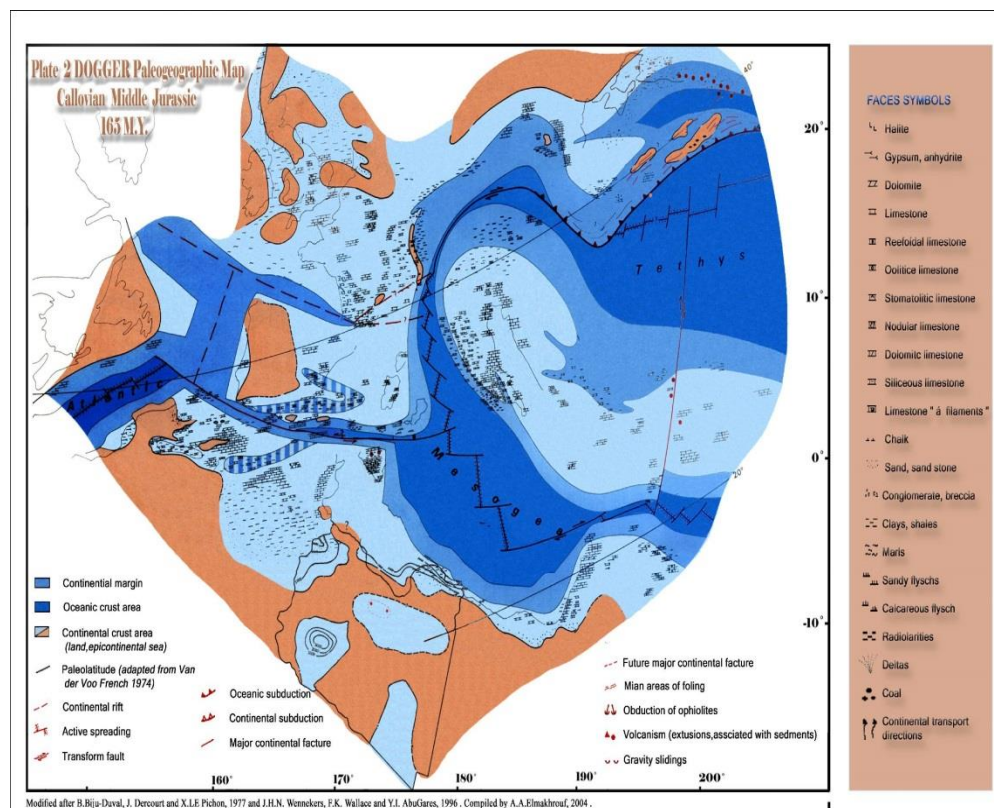 Plate 2 DOGGER Paleogeographic Map
Callovian Middle Jurassic
165 M.Y.
40°
20°
10°
0°
-10°
20°
Tethys
Atlantic
Mesogea
Continential margin
Oceanic crust area
Continental crust area
(land,epicontinental sea)
Paleolatitude (adapted from Van
der Voo French 1974)
Continental rift
Active spreading
Transform fault
Oceanic subduction
Continental subduction
Major continental facture
Future major continental facture
Mian areas of foling
Obduction of ophiolites
Volcanism (extusions,assciated with sediments)
Gravity slidings
160°
170°
180°
190°
200°
Modified after B.Biju-Duval, J. Dercourt and X.LE Pichon, 1977 and J.H.N. Wennekers, F.K. Wallace and Y.I. AbuGares, 1996 . Compiled by A.A.Elmakhrouf, 2004 .
FACES SYMBOLS
Halite
Gypsum, anhydrite
Dolomite
Limestone
Reeloidal limestone
Oolitice limestone
Stomatolitic limestone
Nodular limestone
Dolomitc limestone
Siliceous limestone
Limestone " á filaments "
Chalk
Sand, sand stone
Conglomerate, breccia
Clays, shales
Marls
Sandy flyschs
Calcareous flysch
Radiolarities
Deltas
Coal
Continental transport
directions